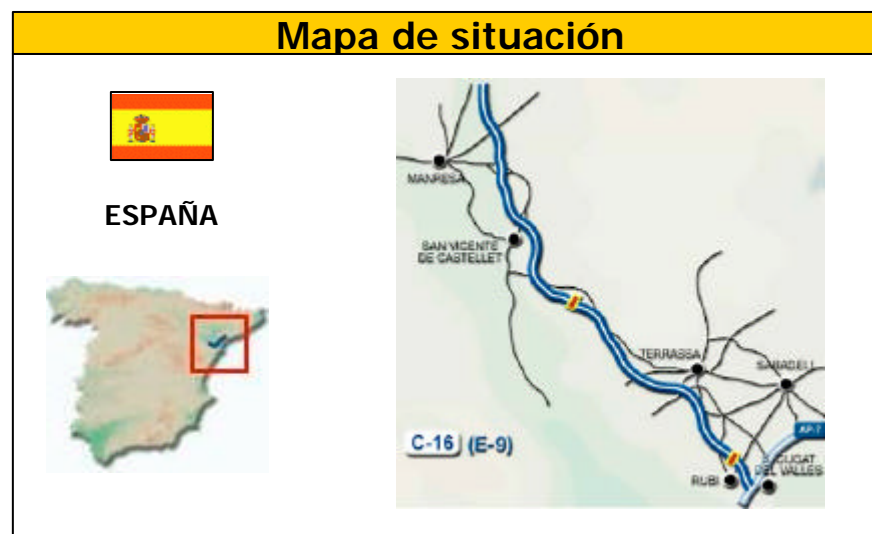 Mapa de situación
ESPAÑA
MANRESA
SAN VICENTE
DE CASTELLET
TERRASSA
SABADELL
AP-7
C-16 (E-9)
S. CUGAT
DEL VALLES
RUBI